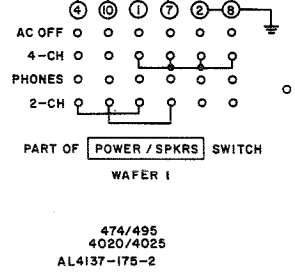 4 10 1 7 2 8
AC OFF
4-CH
PHONES
2-CH
PART OF POWER/SPKRS SWITCH
WAFER 1
474/495
4020/4025
AL4137-175-2